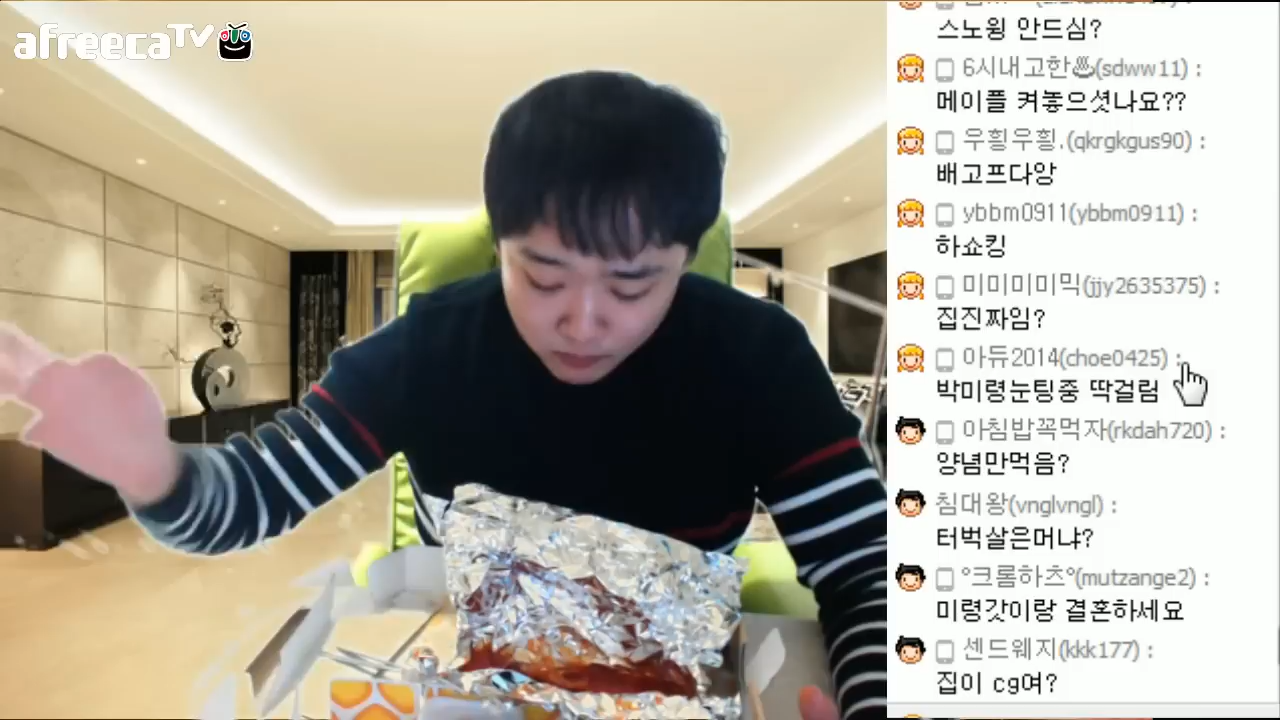 afreecaTV
스노윙 안드심?
6시내고한♨(sdww11) :
메이플 켜놓으셧나요??
우힁우힁.(qkrgkgus90) :
배고프다앙
ybbm0911(ybbm0911) :
하쇼킹
미미미미믹(jjy2635375) :
집진짜임?
아듀2014(choe0425) :
박미령눈팅중 딱걸림
아침밥꼭먹자(rkdah720) :
양념만먹음?
침대왕(vnglvngl) :
터벅살은머냐?
°크롬하츠°(mutzange2) :
미령갓이랑 결혼하세요
센드웨지(kkk177) :
집이 cg여?